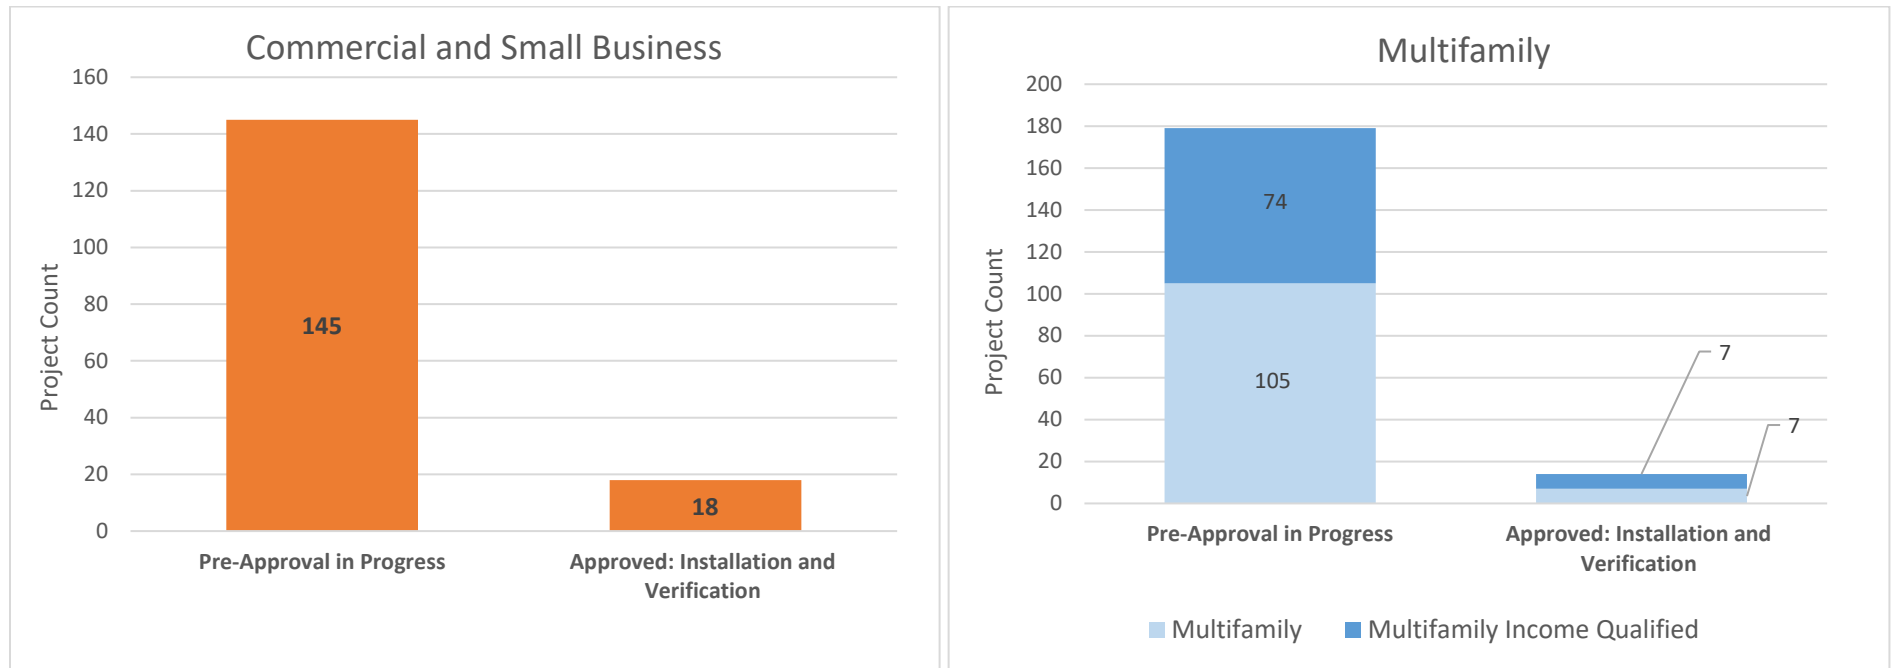 Commercial and Small Business
160
140
120
100
80
60
40
20
0
Project Count
145
18
Pre-Approval in Progress
Approved: Installation and
Verification
Multifamily
200
180
160
140
120
100
80
60
40
20
0
Project Count
74
105
7
7
Pre-Approval in Progress
Approved: Installation and
Verification
Multifamily
Multifamily Income Qualified